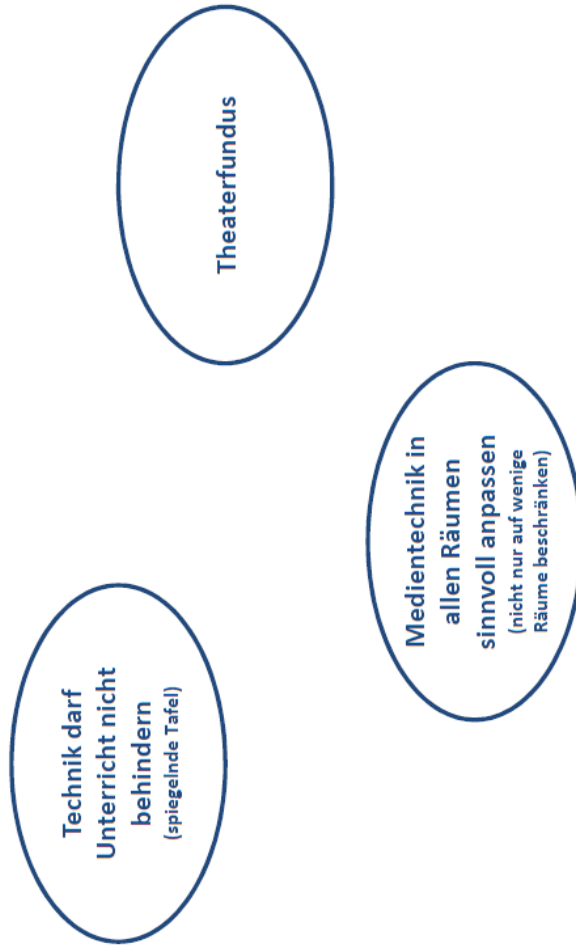 Technik darf
Unterricht nicht
behindern
(spiegelnde Tafel)
Medientechnik in
allen Räumen
sinnvoll anpassen
(nicht nur auf wenige
Räume beschränken)
Theaterfundus